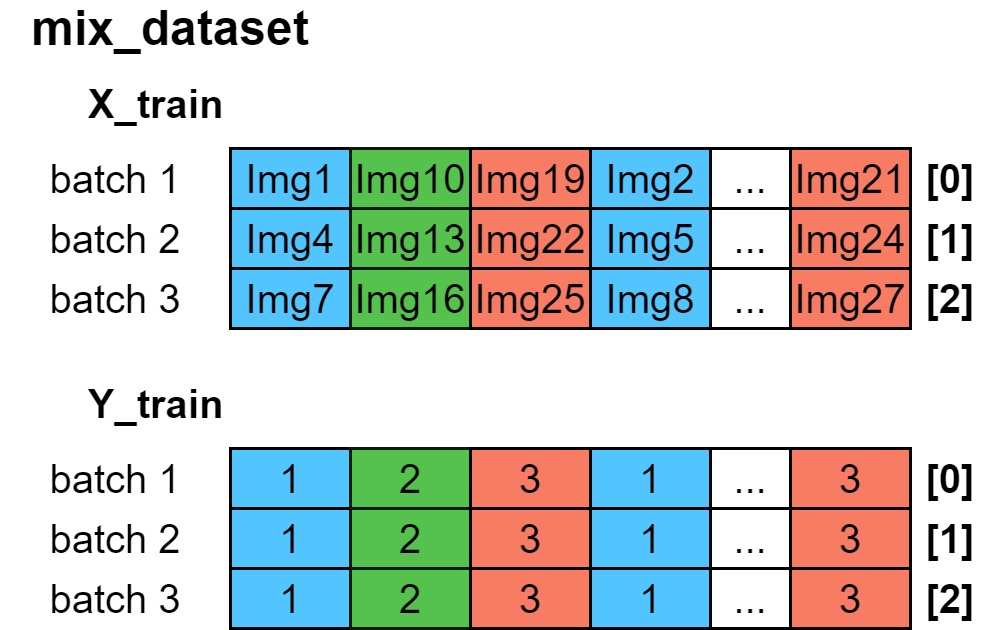 mix_dataset
X_train
batch 1 Img1 Img10 Img19 Img2 ... Img21 [0]
batch 2 Img4 Img13 Img22 Img5 ... Img24 [1]
batch 3 Img7 Img16 Img25 Img8 ... Img27 [2]
Y_train
batch 1 1 2 3 1 ... 3 [0]
batch 2 1 2 3 1 ... 3 [1]
batch 3 1 2 3 1 ... 3 [2]